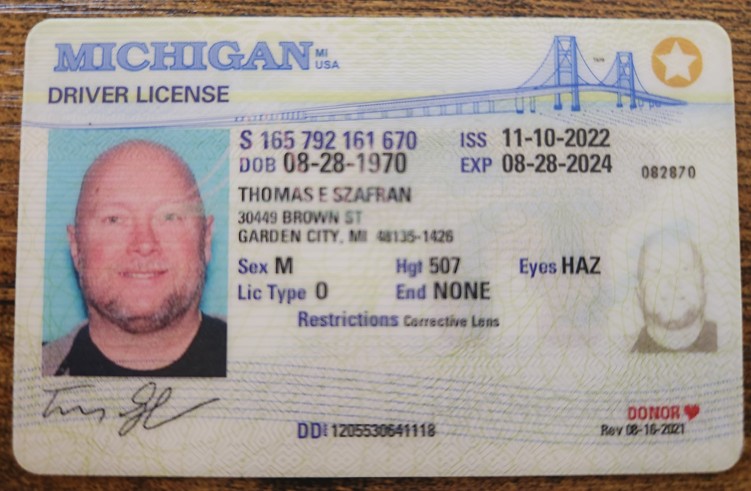 MICHIGAN MI USA
DRIVER LICENSE
S 165 792 161 670 ISS 11-10-2022
DOB 08-28-1970 EXP 08-28-2024 082870
THOMAS E SZAFRAN
30449 BROWN ST
GARDEN CITY, MI 48135-1426
Sex M Hgt 507 Eyes HAZ
Lic Type O End NONE
Restrictions Corrective Lens
DONOR
DD 1205530641118 Rev 08-16-2021